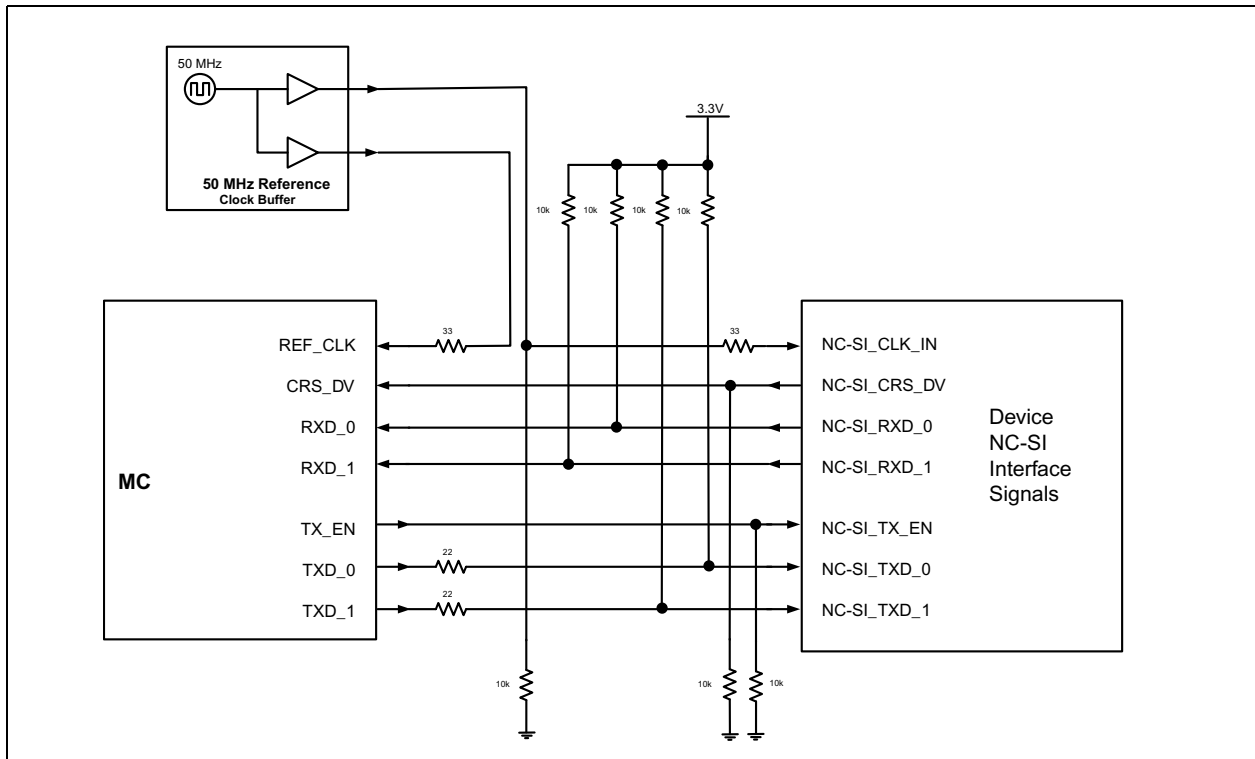 50 MHz
50 MHz Reference
Clock Buffer
3.3V
10k
10k
10k
10k
MC
REF_CLK
CRS_DV
RXD_0
RXD_1
TX_EN
TXD_0
TXD_1
33
22
22
33
NC-SI_CLK_IN
NC-SI_CRS_DV
NC-SI_RXD_0
NC-SI_RXD_1
NC-SI_TX_EN
NC-SI_TXD_0
NC-SI_TXD_1
Device
NC-SI
Interface
Signals
10k
10k
10k